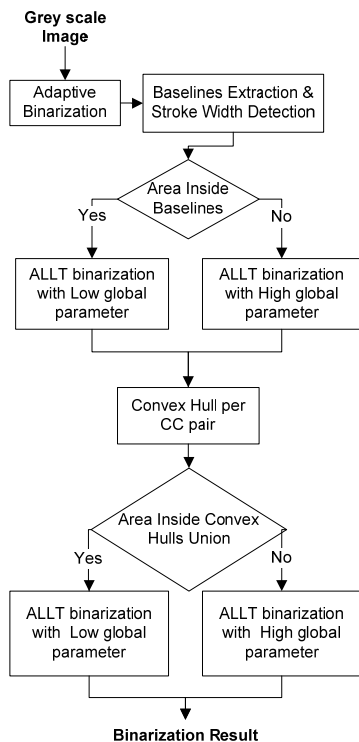 Grey scale
Image
Adaptive
Binarization
Baselines Extraction &
Stroke Width Detection
Area Inside
Baselines
Yes
No
ALLT binarization
with Low global
parameter
ALLT binarization
with High global
parameter
Convex Hull per
CC pair
Area Inside Convex
Hulls Union
Yes
No
ALLT binarization
with Low global
parameter
ALLT binarization
with High global
parameter
Binarization Result